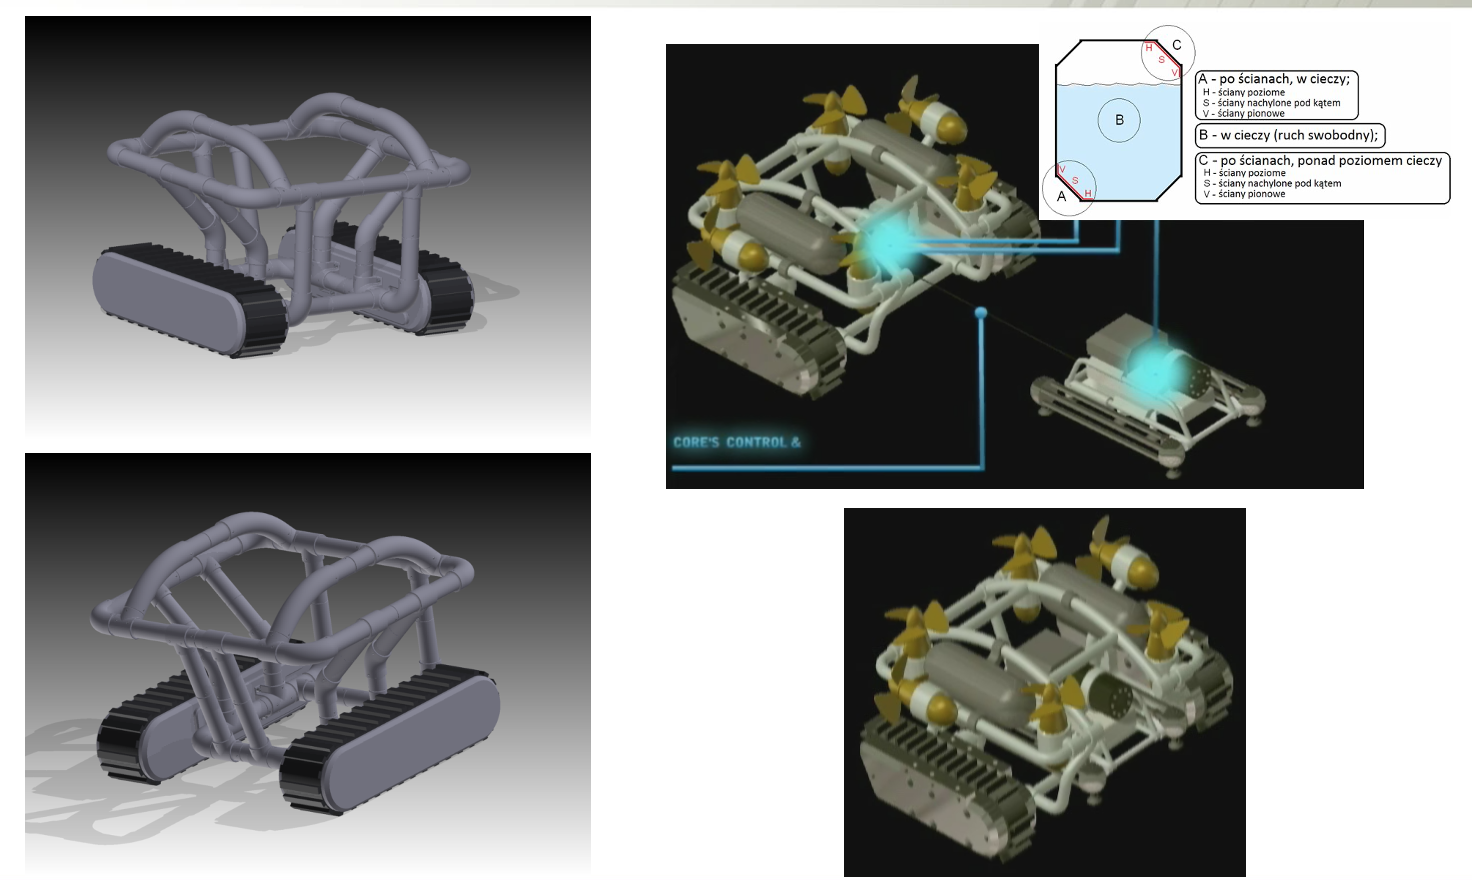 C
H
S
V
B
V
S
H
A
A - po ścianach, w cieczy;
H - ściany poziome
S - ściany nachylone pod kątem
V - ściany pionowe
B - w cieczy (ruch swobodny);
C - po ścianach, ponad poziomem cieczy
H - ściany poziome
S - ściany nachylone pod kątem
V - ściany pionowe
CORE'S CONTROL &